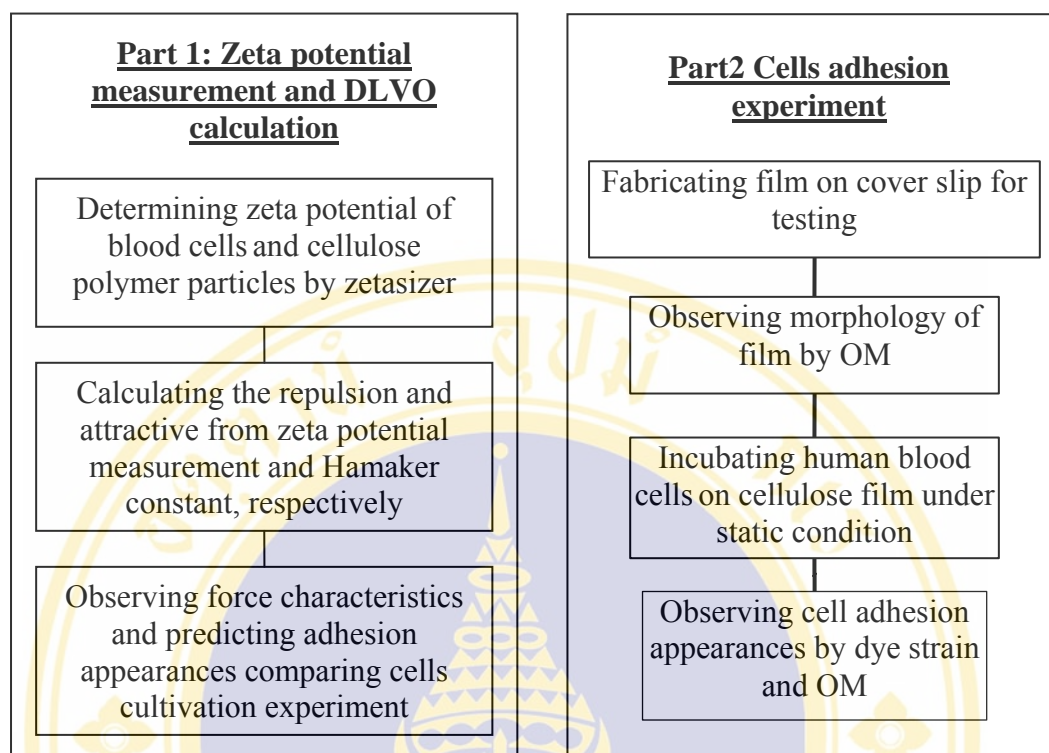 Part 1: Zeta potential
measurement and DLVO
calculation
Determining zeta potential of
blood cells and cellulose
polymer particles by zetasizer
Calculating the repulsion and
attractive from zeta potential
measurement and Hamaker
constant, respectively
Observing force characteristics
and predicting adhesion
appearances comparing cells
cultivation experiment
Part2 Cells adhesion
experiment
Fabricating film on cover slip for
testing
Observing morphology of
film by OM
Incubating human blood
cells on cellulose film under
static condition
Observing cell adhesion
appearances by dye strain
and OM